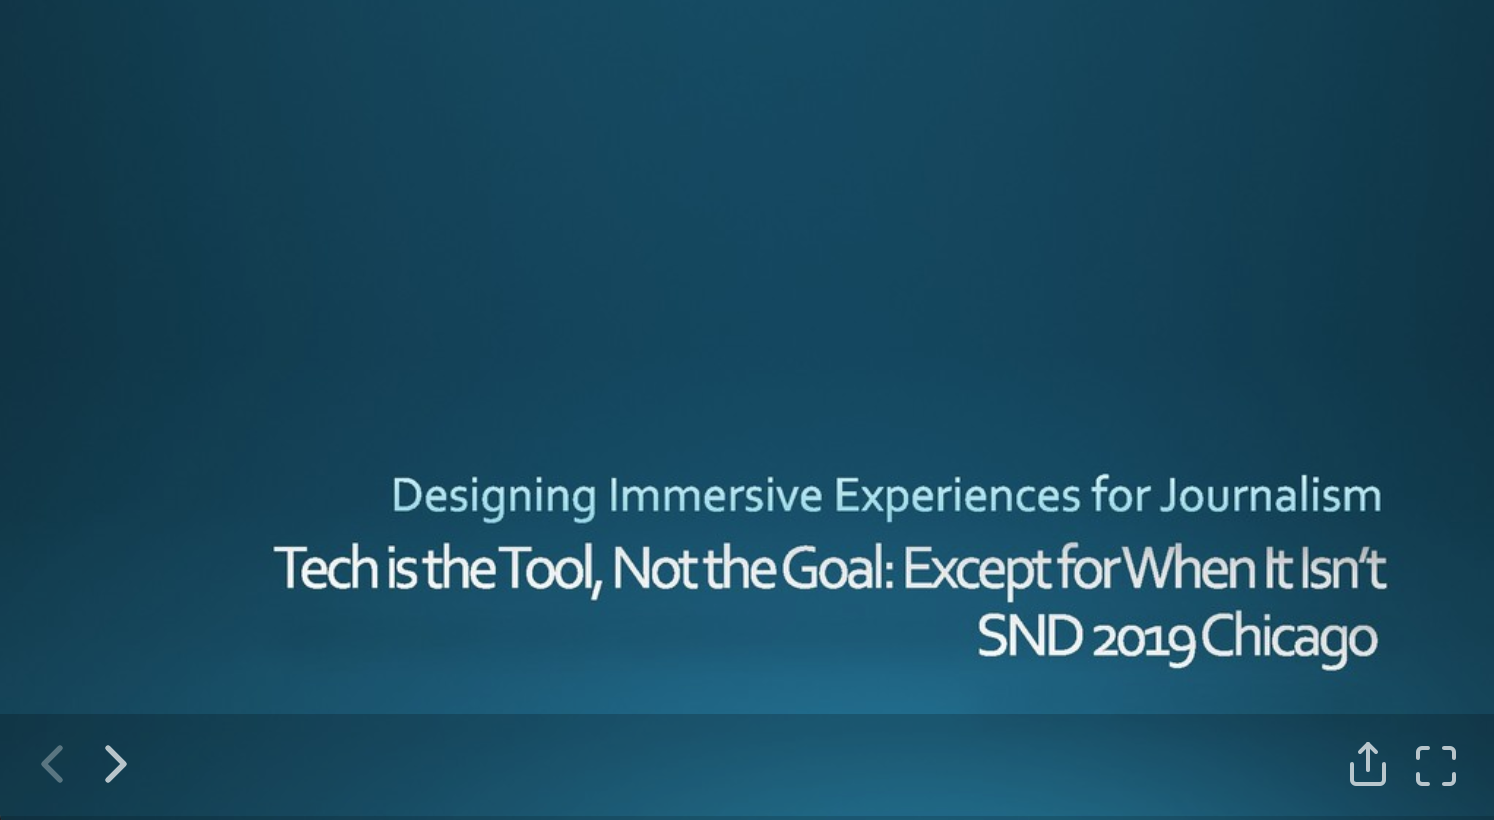 Designing Immersive Experiences for Journalism
Tech is the Tool, Not the Goal: Except for When It Isn’t
SND 2019 Chicago